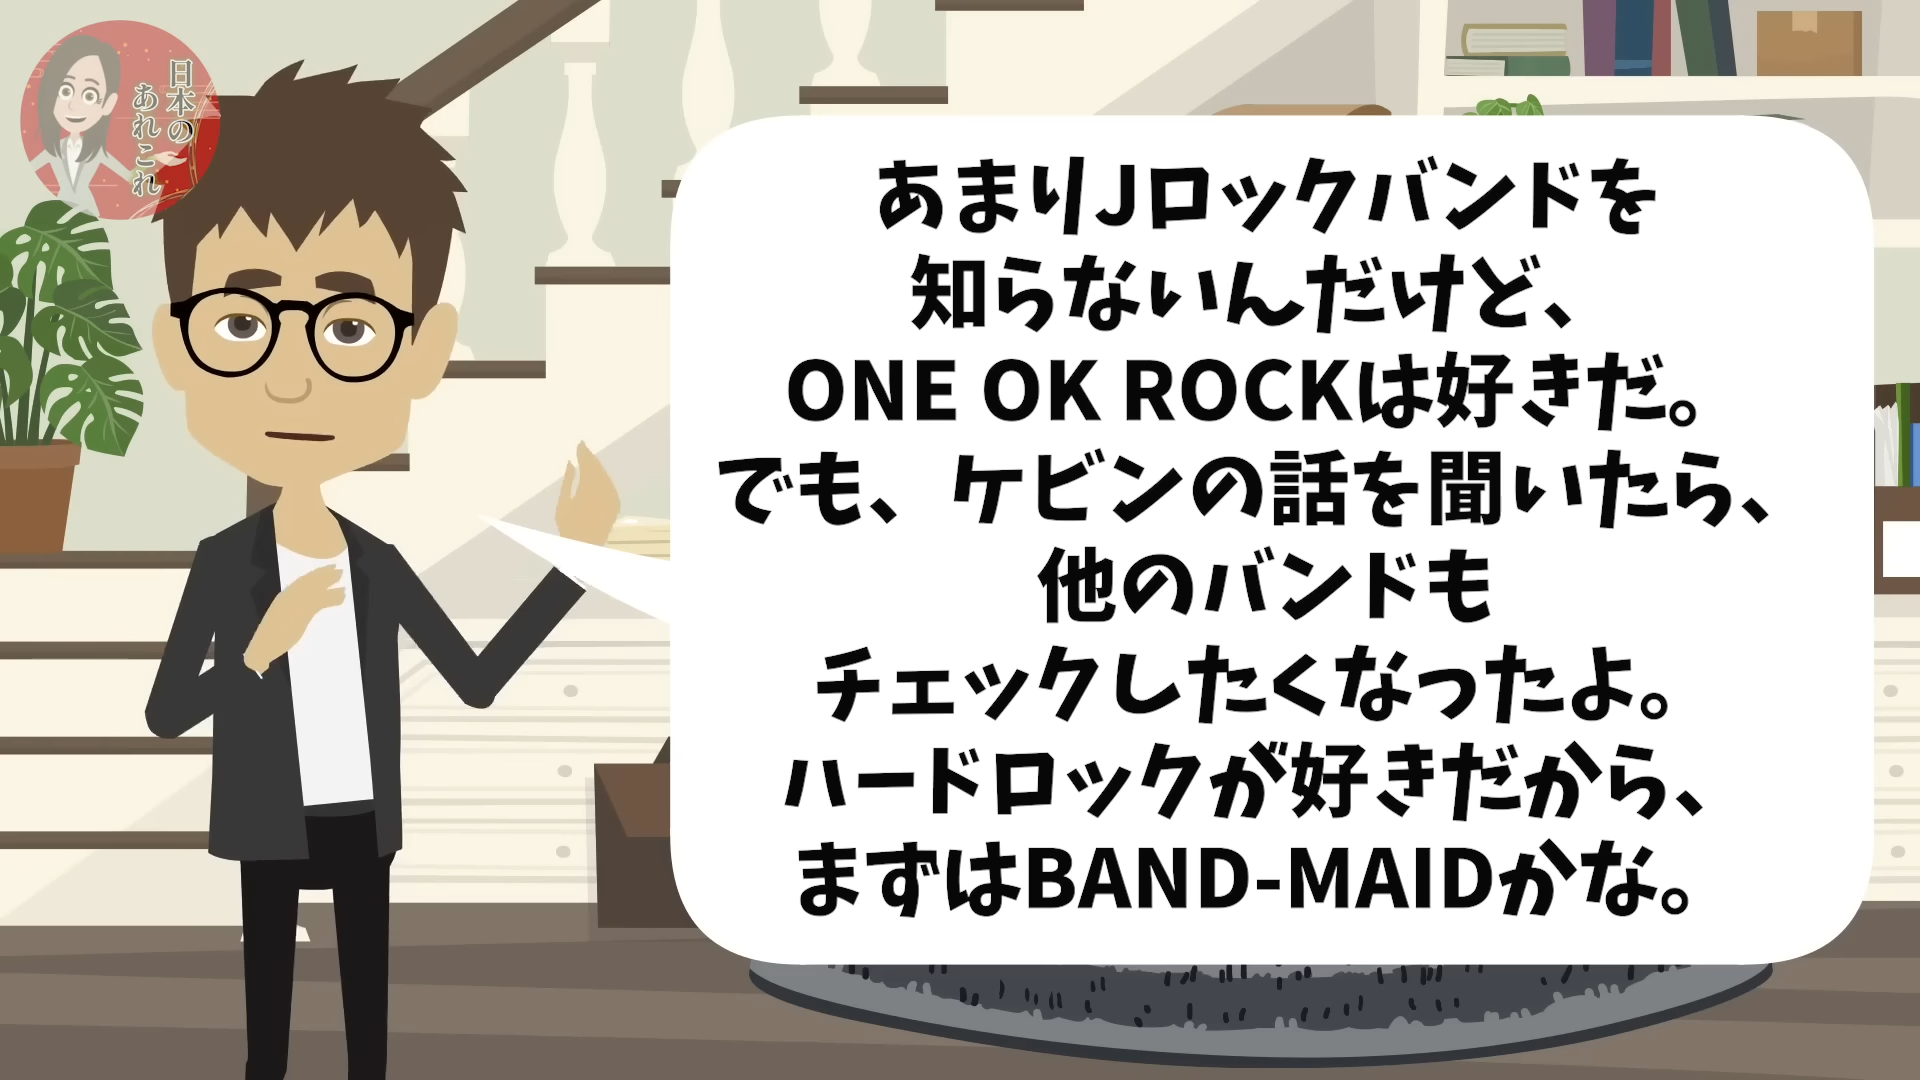 日本の
あれこれ
あまりJロックバンドを
知らないんだけど、
ONE OK ROCKは好きだ。
でも、ケビンの話を聞いたら、
他のバンドも
チェックしたくなったよ。
ハードロックが好きだから、
まずはBAND-MAIDかな。